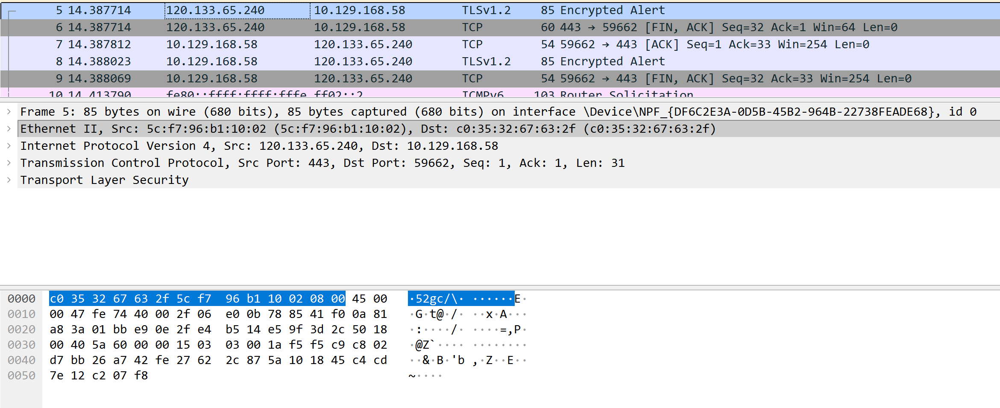 5 14.387714 120.133.65.240 10.129.168.58 TLSv1.2 85 Encrypted Alert
6 14.387714 120.133.65.240 10.129.168.58 TCP 60 443 → 59662 [FIN, ACK] Seq=32 Ack=1 Win=64 Len=0
7 14.387812 10.129.168.58 120.133.65.240 TCP 54 59662 → 443 [ACK] Seq=1 Ack=33 Win=254 Len=0
8 14.388023 10.129.168.58 120.133.65.240 TLSv1.2 85 Encrypted Alert
9 14.388069 10.129.168.58 120.133.65.240 TCP 54 59662 → 443 [FIN, ACK] Seq=32 Ack=33 Win=254 Len=0
10 14.413790 fe80::ffff:ffff:fffe ff02::2 ICMPv6 103 Router Solicitation
Frame 5: 85 bytes on wire (680 bits), 85 bytes captured (680 bits) on interface \Device\NPF_{DF6C2E3A-0D5B-45B2-964B-22738FEADE68}, id 0
Ethernet II, Src: 5c:f7:96:b1:10:02 (5c:f7:96:b1:10:02), Dst: c0:35:32:67:63:2f (c0:35:32:67:63:2f)
Internet Protocol Version 4, Src: 120.133.65.240, Dst: 10.129.168.58
Transmission Control Protocol, Src Port: 443, Dst Port: 59662, Seq: 1, Ack: 1, Len: 31
Transport Layer Security
0000 c0 35 32 67 63 2f 5c f7 96 b1 10 02 08 00 45 00 ·52gc/\· ······E·
0010 00 47 fe 74 40 00 2f 06 e0 0b 78 85 41 f0 0a 81 ·G·t@·/· ··x·A···
0020 a8 3a 01 bb e9 0e 2f e4 b5 14 e5 9f 3d 2c 50 18 ·:····/· ····=,P·
0030 00 40 5a 60 00 00 15 03 03 00 1a f5 f5 c9 c8 02 ·@Z`···· ········
0040 d7 bb 26 a7 42 fe 27 62 2c 87 5a 10 18 45 c4 cd ··&·B·'b ,·Z··E··
0050 7e 12 c2 07 f8 ~····